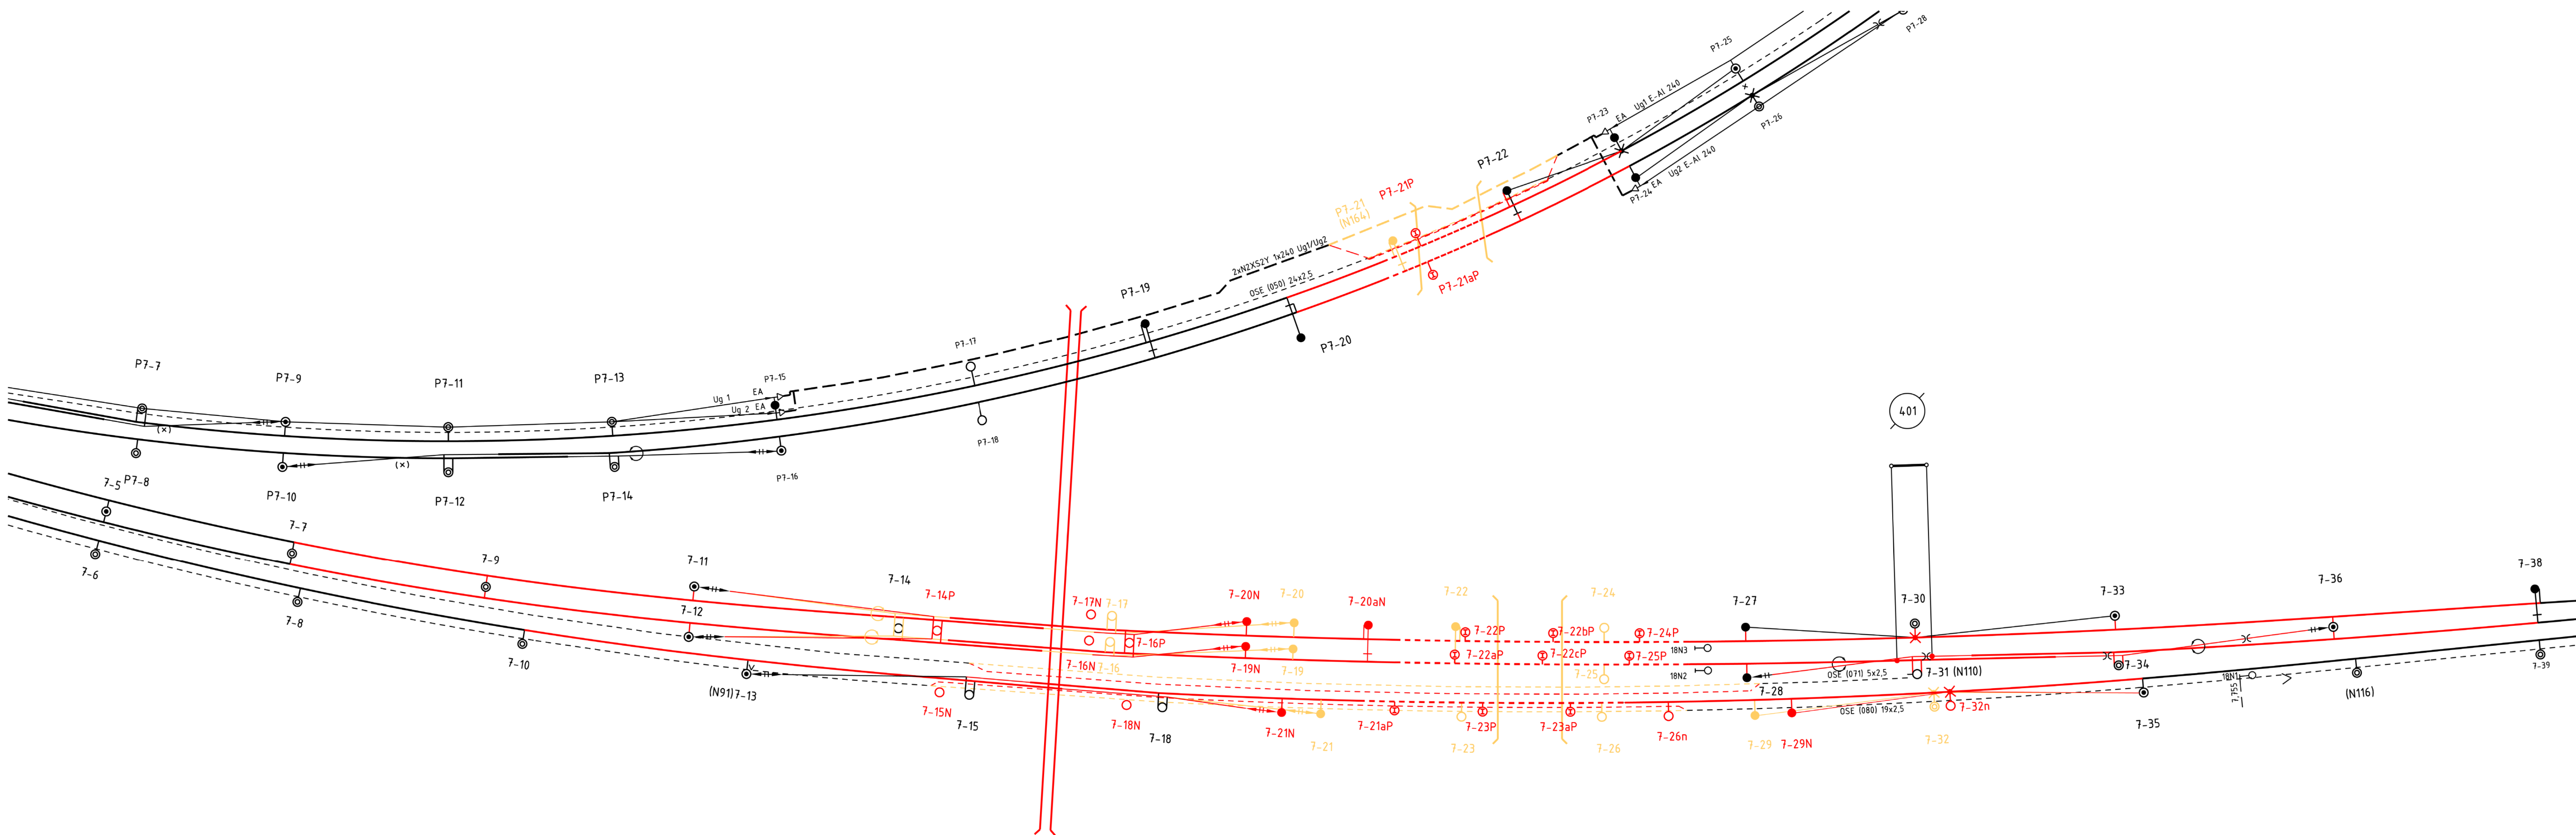 P7-28
P7-25
Ug1 E-Al 240
P7-23
EA
P7-26
Ug2 E-Al 240
P7-24 EA
P7-22
P7-21P
P7-21
(N164)
2xN2XS2Y 1x240 Ug1/Ug2
OSE (050) 24x2,5
P7-21aP
P7-19
P7-20
P7-17
P7-18
P7-7
P7-9
P7-11
P7-13
P7-15
Ug 1
EA
Ug 2
EA
(x)
(x)
P7-8
P7-10
P7-12
P7-14
P7-16
401
7-5
7-7
7-6
7-8
7-9
7-10
7-11
7-12
(N91)7-13
7-14
7-14P
7-15N
7-15
7-17N
7-17
7-16P
7-16N
7-16
7-18N
7-18
7-20N
7-20
7-19N
7-19
7-21N
7-21
7-20aN
7-22
7-22P
7-22aP
7-21aP
7-23P
7-23
7-24
7-22bP
7-22cP
7-24P
7-25P
7-25
7-23aP
7-26
7-26n
18N3
18N2
7-27
7-28
7-29
7-29N
7-30
OSE (071) 5x2,5
7-31 (N110)
OSE (080) 19x2,5
7-32n
7-32
7-33
7-34
7-35
7-36
18N1
7,755
(N116)
7-38
7-39